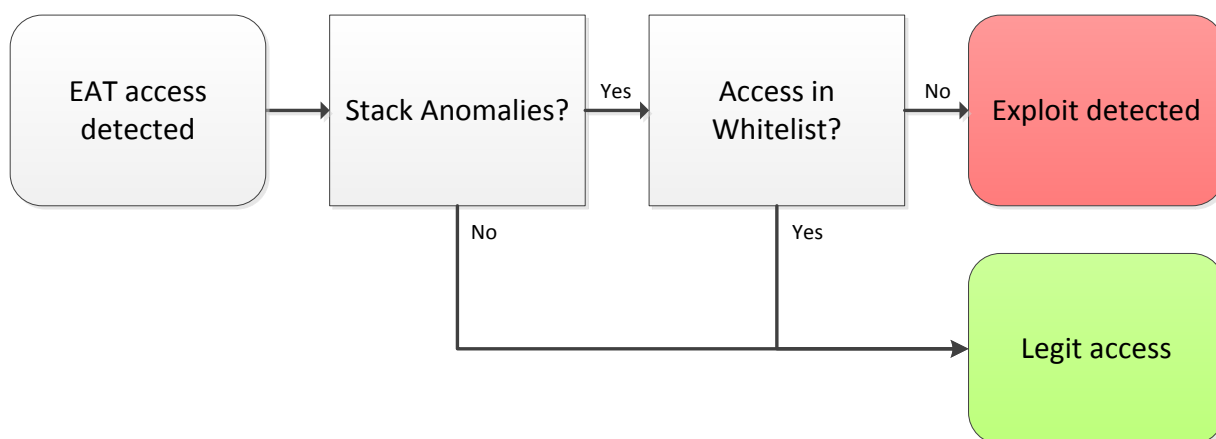 EAT access
detected
Stack Anomalies?
Yes
Access in
Whitelist?
No
Exploit detected
No
Yes
Legit access